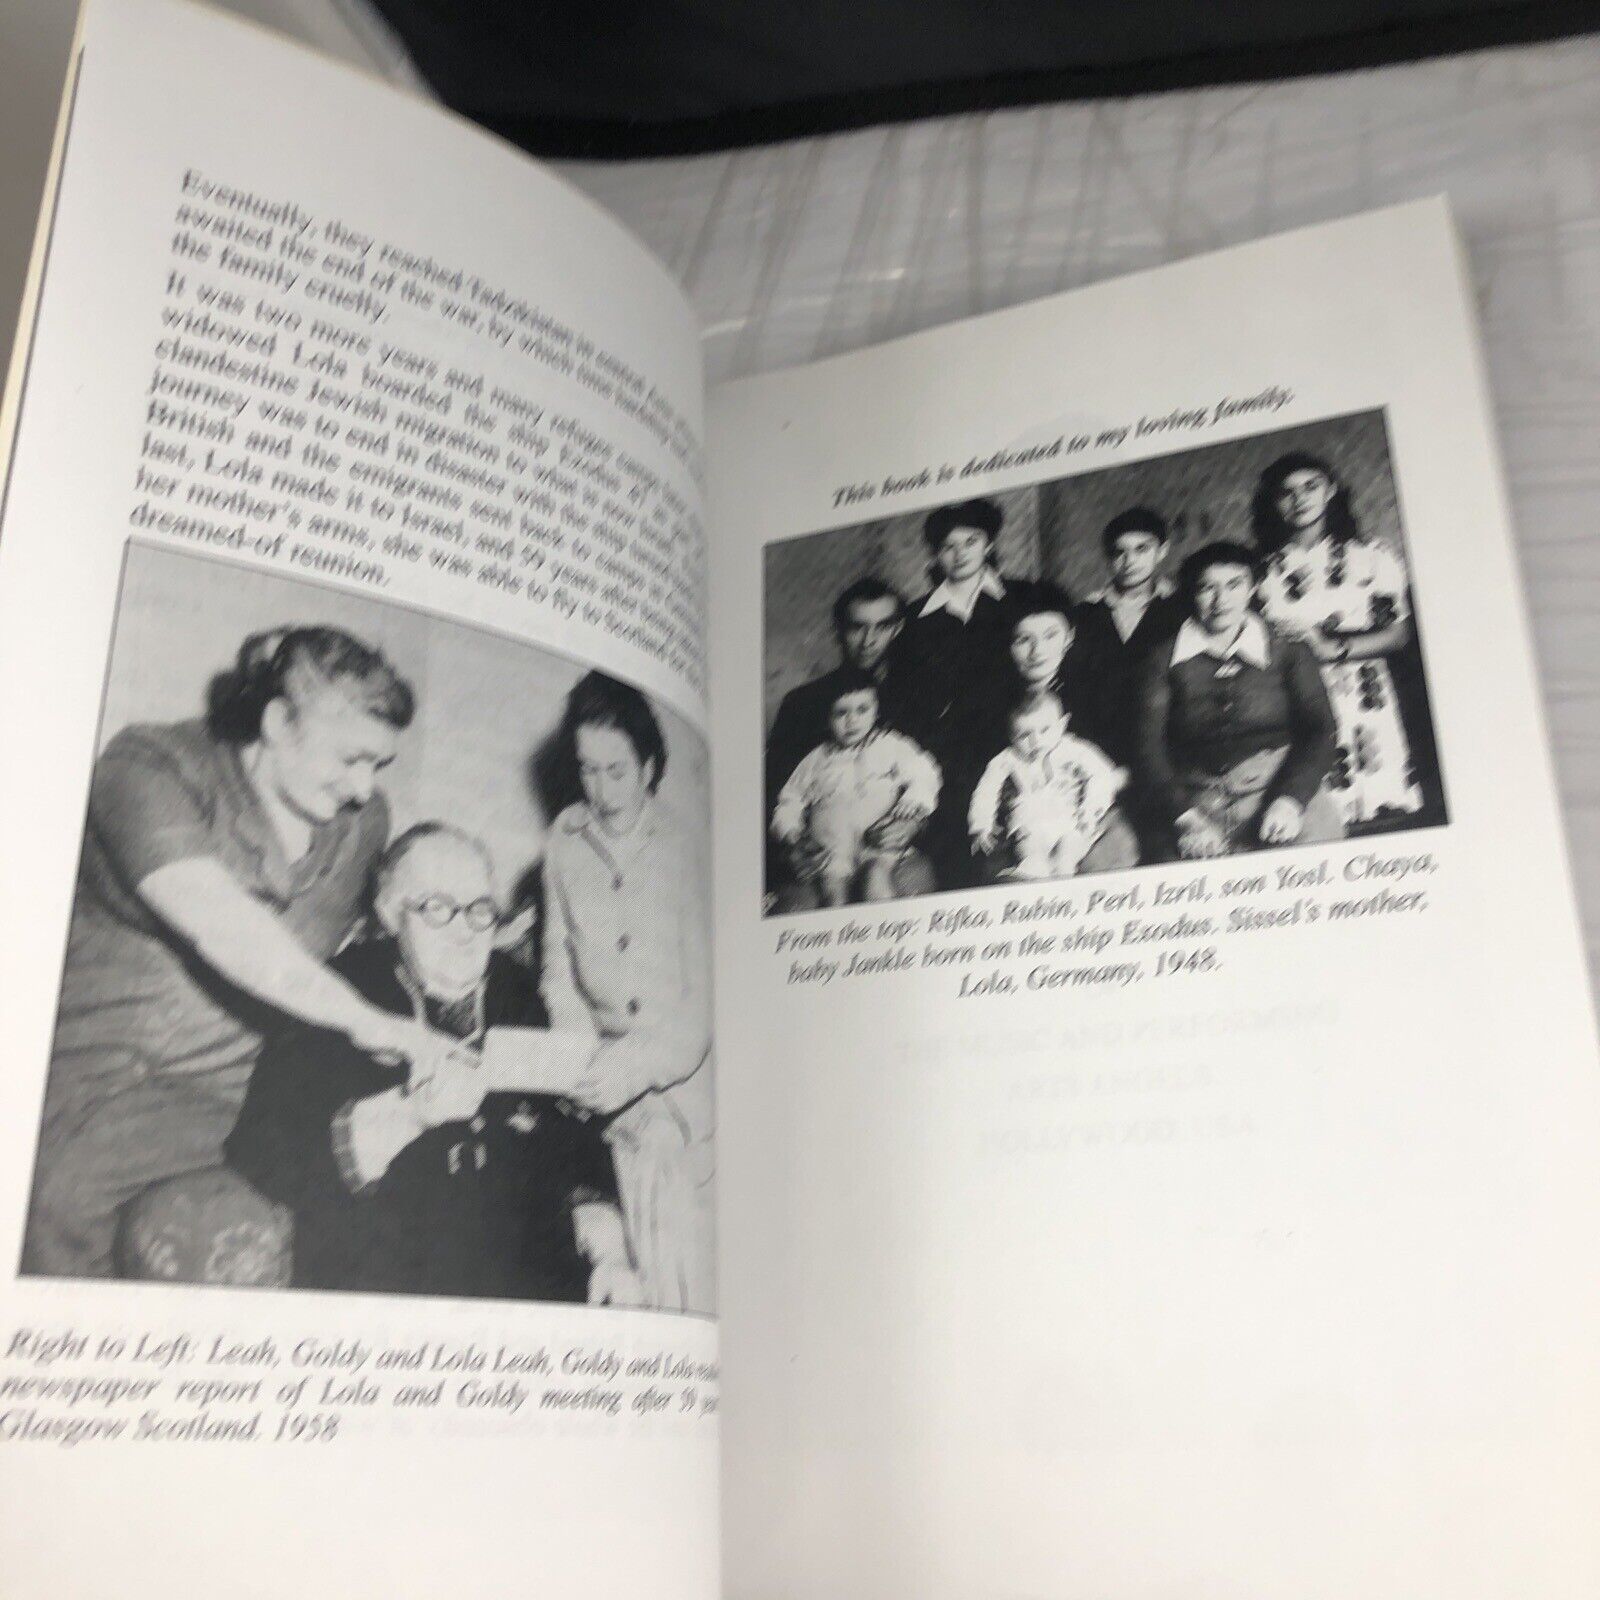 Eventually, they reached Tadzhikistan in central Asia, they
awaited the end of the war, by which time typhus had
the family cruelly.
It was two more years and many refugee camps later
widowed Lola boarded the ship Exodus 47
clandestine Jewish migration to what is now Israel.
journey was to end in disaster with the ship
British and the emigrants sent back to camps in
last, Lola made it to Israel, and 59 years after being
her mother's arms, she was able to fly to Scotland for
dreamed-of reunion.
Right to Left: Leah, Goldy and Lola Leah, Goldy and Lola
newspaper report of Lola and Goldy meeting, after
Glasgow Scotland. 1958
This book is dedicated to my loving family.
From the top: Rifka, Rubin, Perl, Izril, son Yosl, Chaya,
baby Jankle born on the ship Exodus, Sissel's mother,
Lola, Germany, 1948.